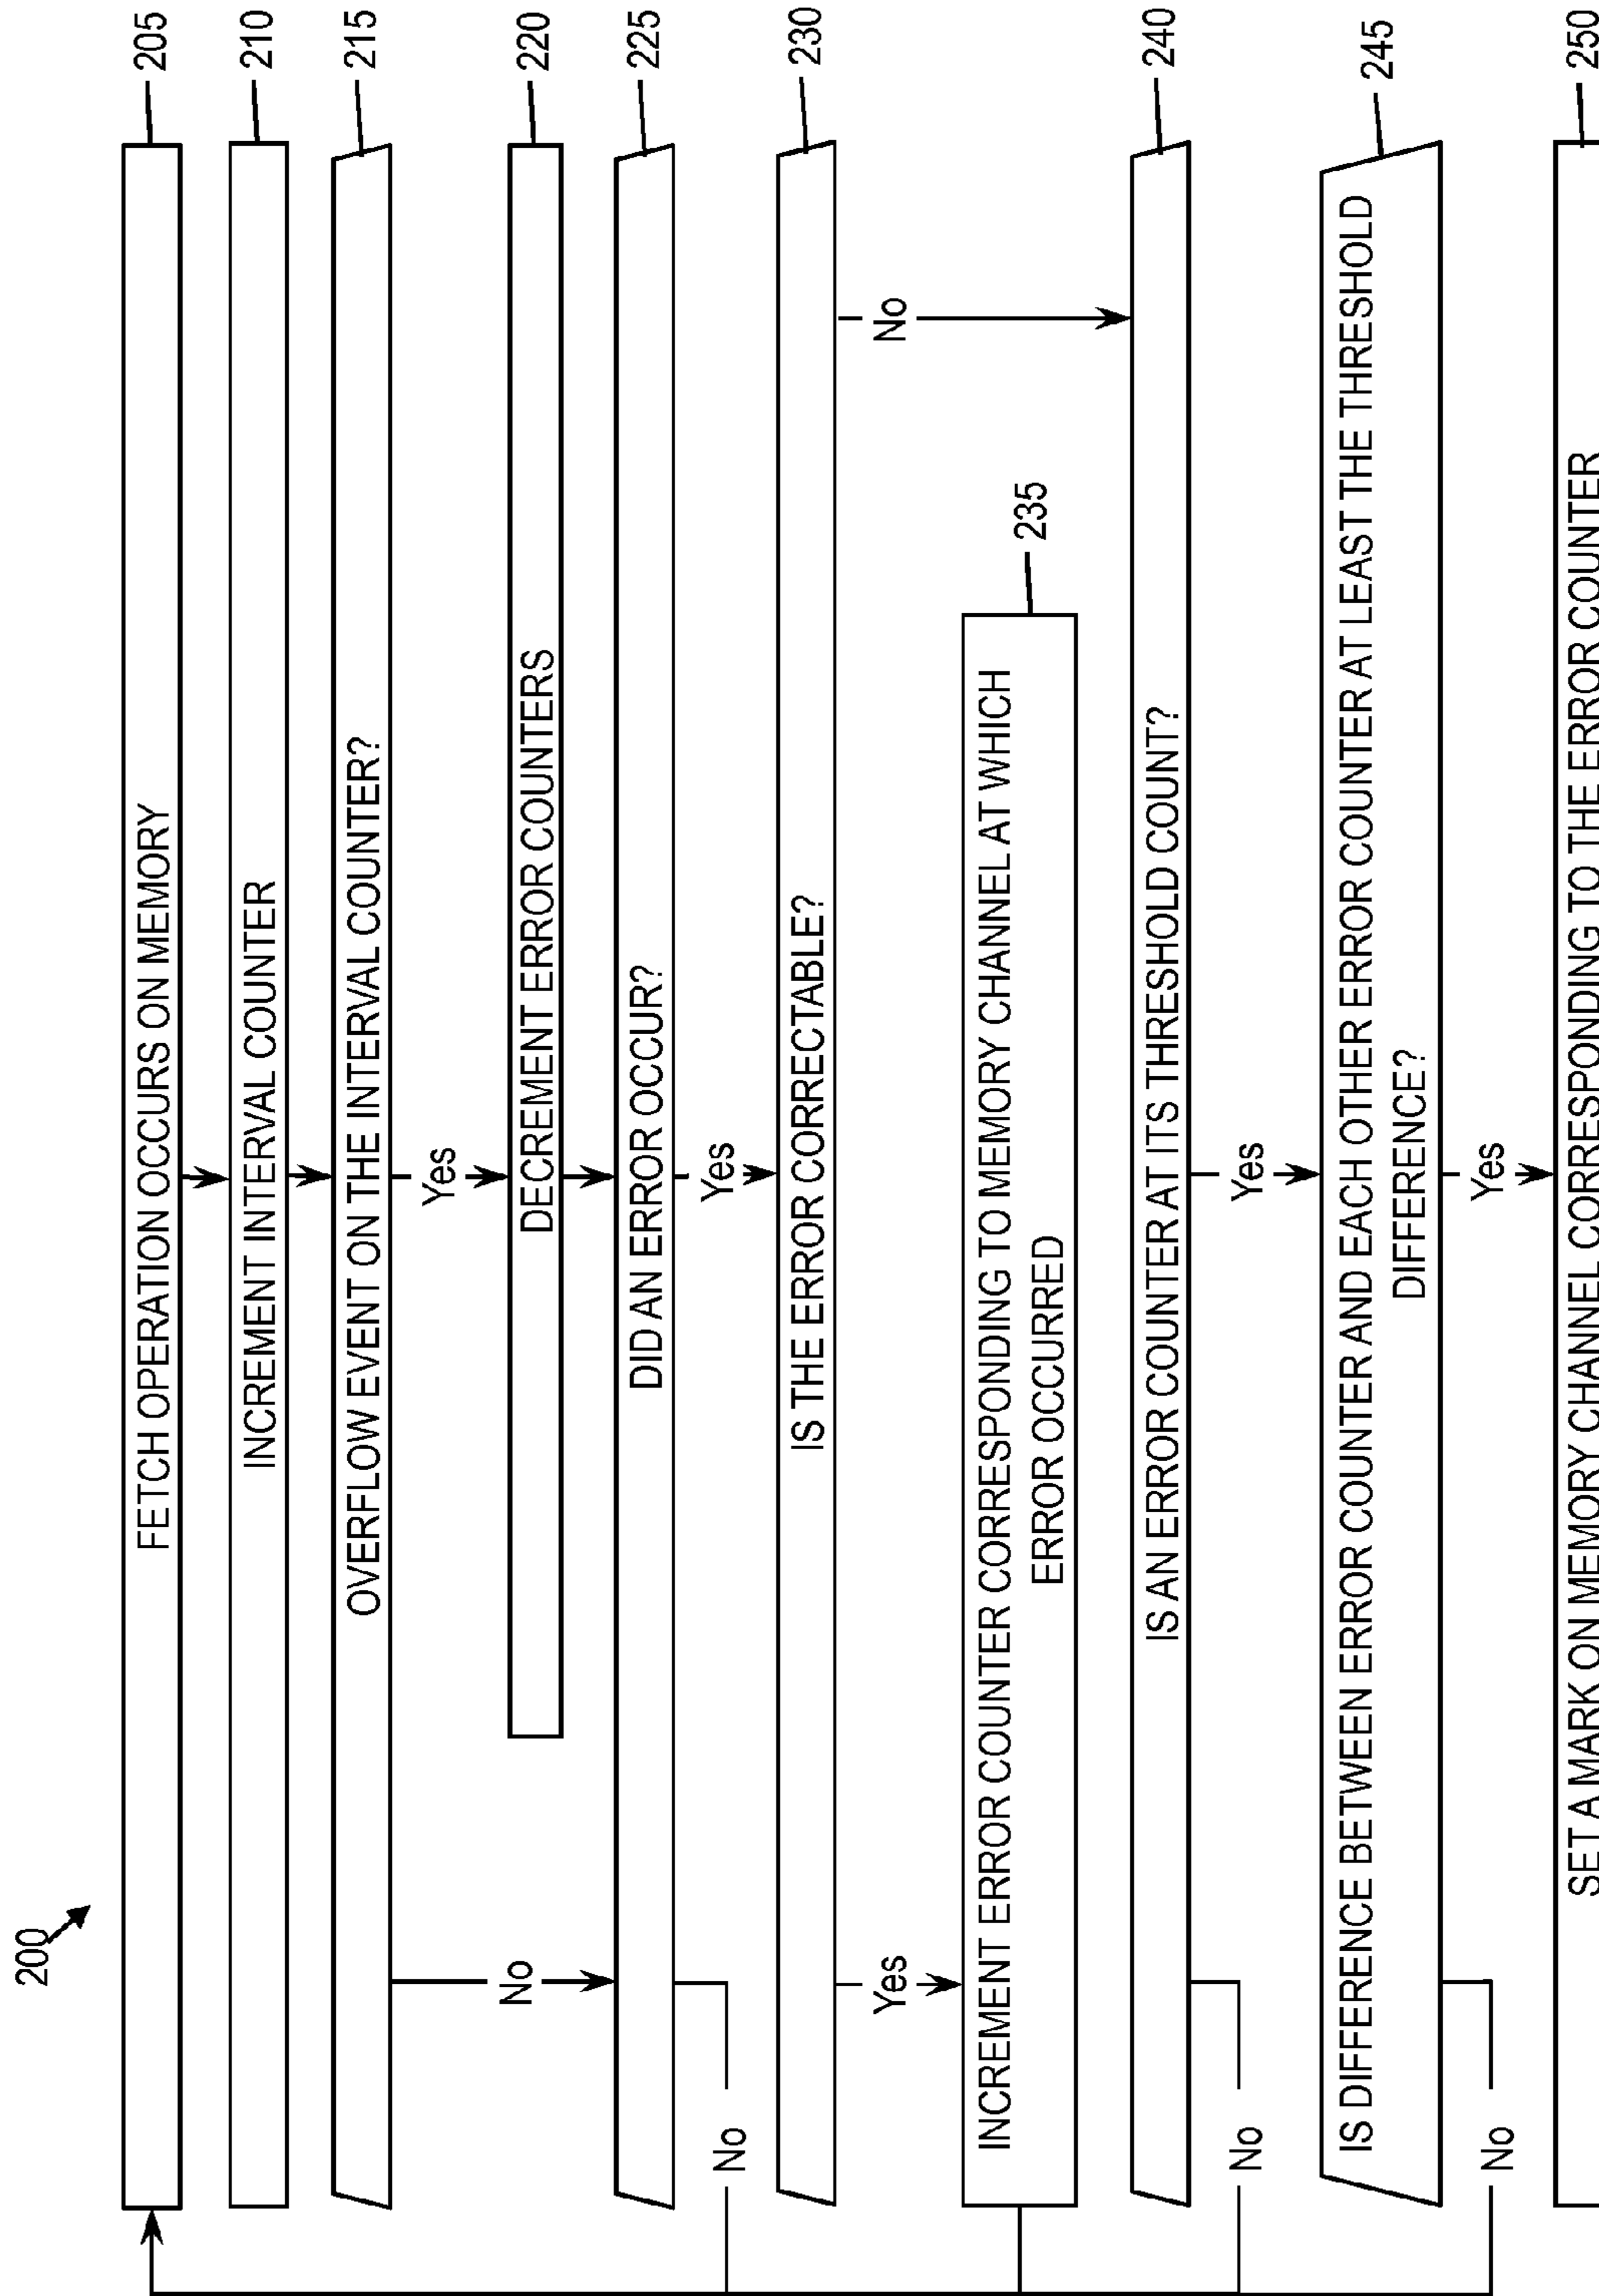 200
FETCH OPERATION OCCURS ON MEMORY
205
INCREMENT INTERVAL COUNTER
210
OVERFLOW EVENT ON THE INTERVAL COUNTER?
215
No
Yes
DECREMENT ERROR COUNTERS
220
DID AN ERROR OCCUR?
225
No
Yes
IS THE ERROR CORRECTABLE?
230
Yes
No
INCREMENT ERROR COUNTER CORRESPONDING TO MEMORY CHANNEL AT WHICH
ERROR OCCURRED
235
IS AN ERROR COUNTER AT ITS THRESHOLD COUNT?
240
No
Yes
IS DIFFERENCE BETWEEN ERROR COUNTER AND EACH OTHER ERROR COUNTER AT LEAST THE THRESHOLD
DIFFERENCE?
245
No
Yes
SET A MARK ON MEMORY CHANNEL CORRESPONDING TO THE ERROR COUNTER
250